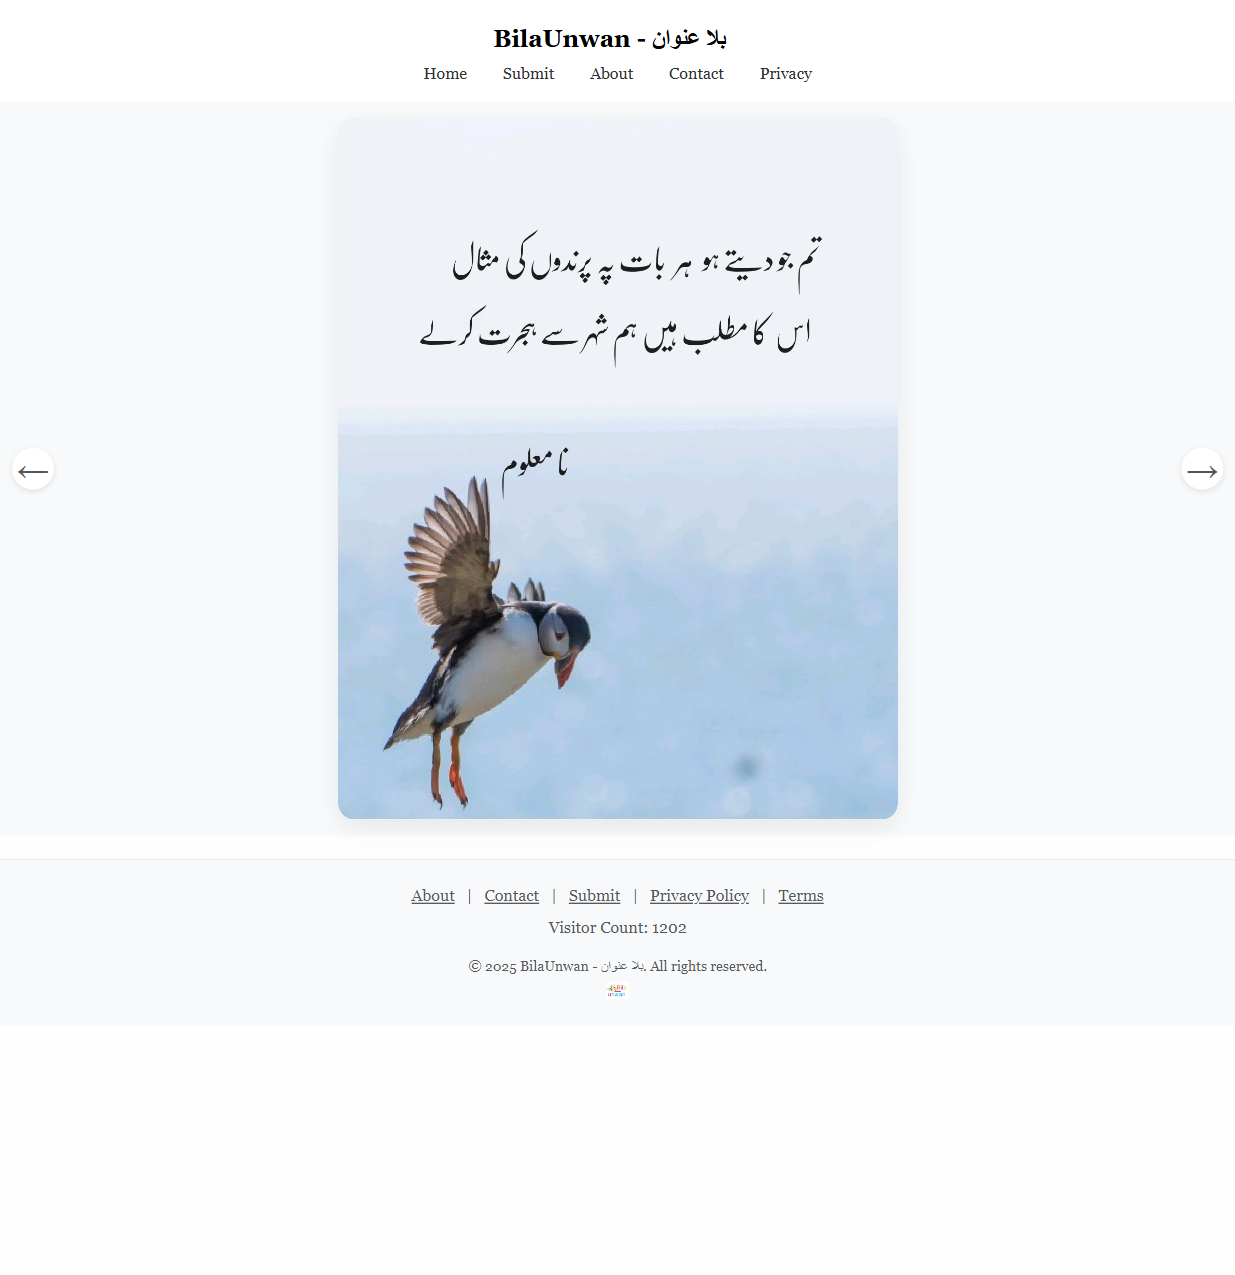 BilaUnwan - بلا عنوان
Home Submit About Contact Privacy
تم جو دیتے ہو ہر بات پہ پرندوں کی مثال
اس کا مطلب ہیں ہم شہر سے ہجرت کرلے
نا معلوم
←
→
About | Contact | Submit | Privacy Policy | Terms
Visitor Count: 1202
© 2025 BilaUnwan - بلا عنوان. All rights reserved.